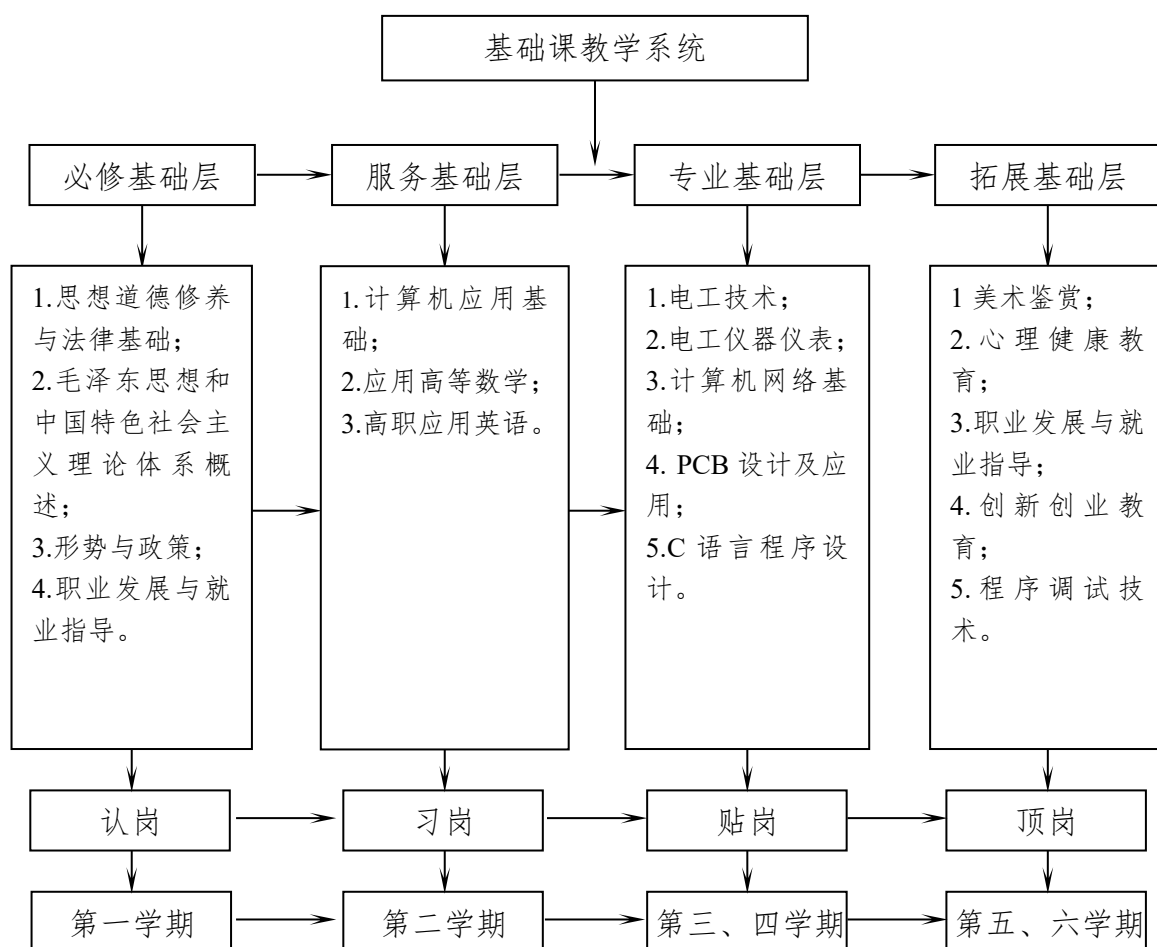 基础课教学系统
必修基础层
服务基础层
专业基础层
拓展基础层
1.思想道德修养
与法律基础；
2.毛泽东思想和
中国特色社会主
义理论体系概
述；
3.形势与政策；
4.职业发展与就
业指导。
1.计算机应用基
础；
2.应用高等数学；
3.高职应用英语。
1.电工技术；
2.电工仪器仪表；
3.计算机网络基
础；
4. PCB 设计及应
用；
5.C 语言程序设
计。
1 美术鉴赏；
2.心理健康教
育；
3.职业发展与就
业指导；
4.创新创业教
育；
5.程序调试技
术。
认岗
习岗
贴岗
顶岗
第一学期
第二学期
第三、四学期
第五、六学期